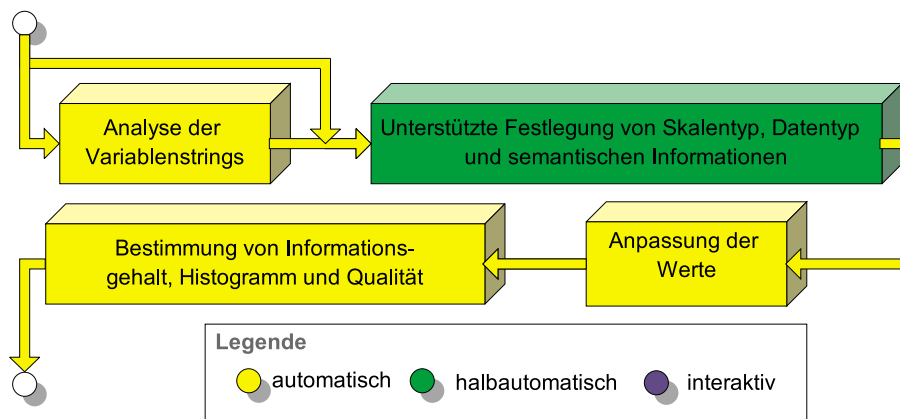 Analyse der
Variablenstrings
Unterstützte Festlegung von Skalentyp, Datentyp
und semantischen Informationen
Bestimmung von Informations-
gehalt, Histogramm und Qualität
Anpassung der
Werte
Legende
automatisch
halbautomatisch
interaktiv